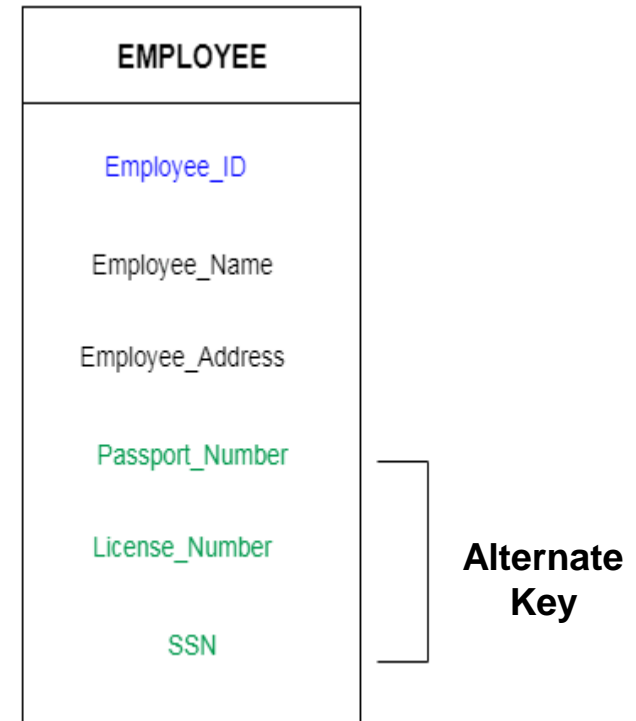 EMPLOYEE
Employee_ID
Employee_Name
Employee_Address
Passport_Number
License_Number
SSN
Alternate
Key